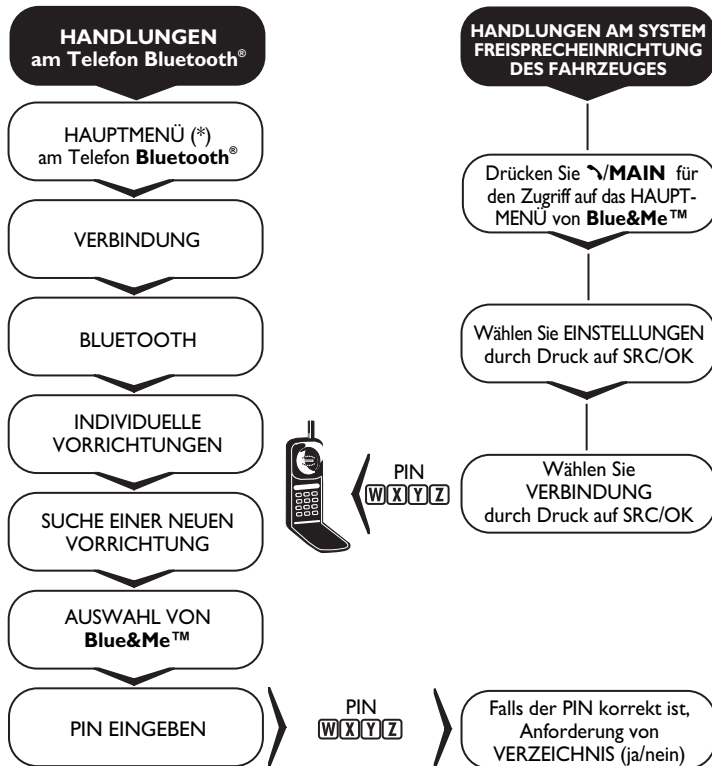 HANDLUNGEN
am Telefon Bluetooth®
HAUPTMENÜ (*)
am Telefon Bluetooth®
VERBINDUNG
BLUETOOTH
INDIVIDUELLE
VORRICHTUNGEN
SUCHE EINER NEUEN
VORRICHTUNG
AUSWAHL VON
Blue&Me™
PIN EINGEBEN
PIN
WXYZ
HANDLUNGEN AM SYSTEM
FREISPRECHEINRICHTUNG
DES FAHRZEUGES
Drücken Sie /MAIN für
den Zugriff auf das HAUPT-
MENÜ von Blue&Me™
Wählen Sie EINSTELLUNGEN
durch Druck auf SRC/OK
Wählen Sie
VERBINDUNG
durch Druck auf SRC/OK
PIN
WXYZ
Falls der PIN korrekt ist,
Anforderung von
VERZEICHNIS (ja/nein)